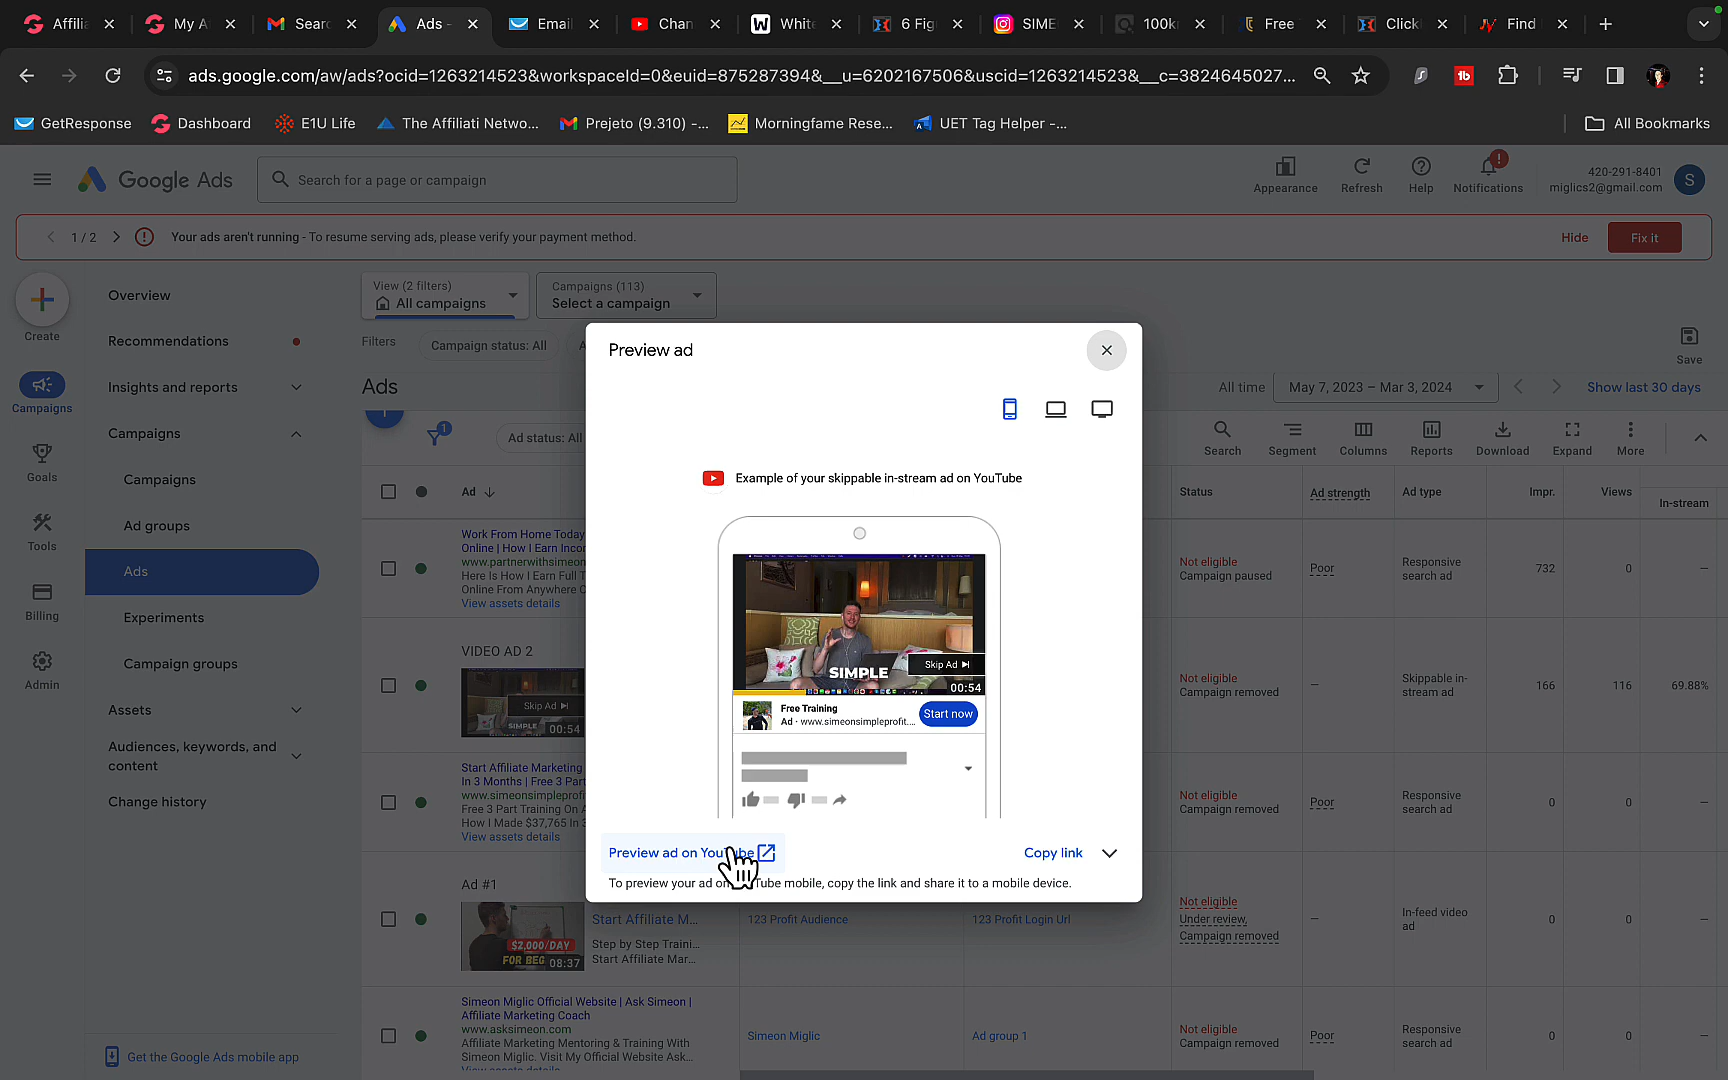 Affilia
My A
Searc
Ads -
Email
Chan
White
6 Fig
SIME
100k
Free
Click
Find
ads.google.com/aw/ads?ocid=1263214523&workspaceId=0&euid=875287394&__u=6202167506&uscid=1263214523&__c=3824645027...
GetResponse
Dashboard
E1U Life
The Affiliati Netwo...
Prejeto (9.310) -...
Morningfame Rese...
UET Tag Helper -...
All Bookmarks
Google Ads
Search for a page or campaign
Appearance
Refresh
Help
Notifications
420-291-8401
miglics2@gmail.com
S
1 / 2
Your ads aren't running - To resume serving ads, please verify your payment method.
Hide
Fix it
Create
Campaigns
Goals
Tools
Billing
Admin
Overview
Recommendations
Insights and reports
Campaigns
Campaigns
Ad groups
Ads
Experiments
Campaign groups
Assets
Audiences, keywords, and
content
Change history
Get the Google Ads mobile app
View (2 filters)
All campaigns
Campaigns (113)
Select a campaign
Filters
Campaign status: All
Save
Ads
All time
May 7, 2023 – Mar 3, 2024
Show last 30 days
1
Ad status: All
Search
Segment
Columns
Reports
Download
Expand
More
Ad
Status
Ad strength
Ad type
Impr.
Views
In-stream
Work From Home Today
Online | How I Earn Inco
www.partnerwithsimeon
Here Is How I Earn Full T
Online From Anywhere O
View assets details
Not eligible
Campaign paused
Poor
Responsive
search ad
732
0
—
VIDEO AD 2
Skip Ad
SIMPLE
00:54
Not eligible
Campaign removed
—
Skippable in-
stream ad
166
116
69.88%
Start Affiliate Marketing
In 3 Months | Free 3 Par
www.simeonsimpleprofi
Free 3 Part Training On A
How I Made $37,765 In 3
View assets details
Not eligible
Campaign removed
Poor
Responsive
search ad
0
0
—
Ad #1
$2,000/DAY
FOR BEG
08:37
Start Affiliate M...
Step by Step Traini...
Start Affiliate Mar...
123 Profit Audience
123 Profit Login Url
Not eligible
Under review,
Campaign removed
—
In-feed video
ad
0
0
—
Simeon Miglic Official Website | Ask Simeon |
Affiliate Marketing Coach
www.asksimeon.com
Affiliate Marketing Mentoring & Training With
Simeon Miglic. Visit My Official Website Ask...
View assets details
Simeon Miglic
Ad group 1
Not eligible
Campaign removed
Poor
Responsive
search ad
0
0
—
Preview ad
Example of your skippable in-stream ad on YouTube
SIMPLE
Skip Ad
00:54
Free Training
Ad · www.simeonsimpleprofit...
Start now
Preview ad on YouTube
Copy link
To preview your ad on YouTube mobile, copy the link and share it to a mobile device.